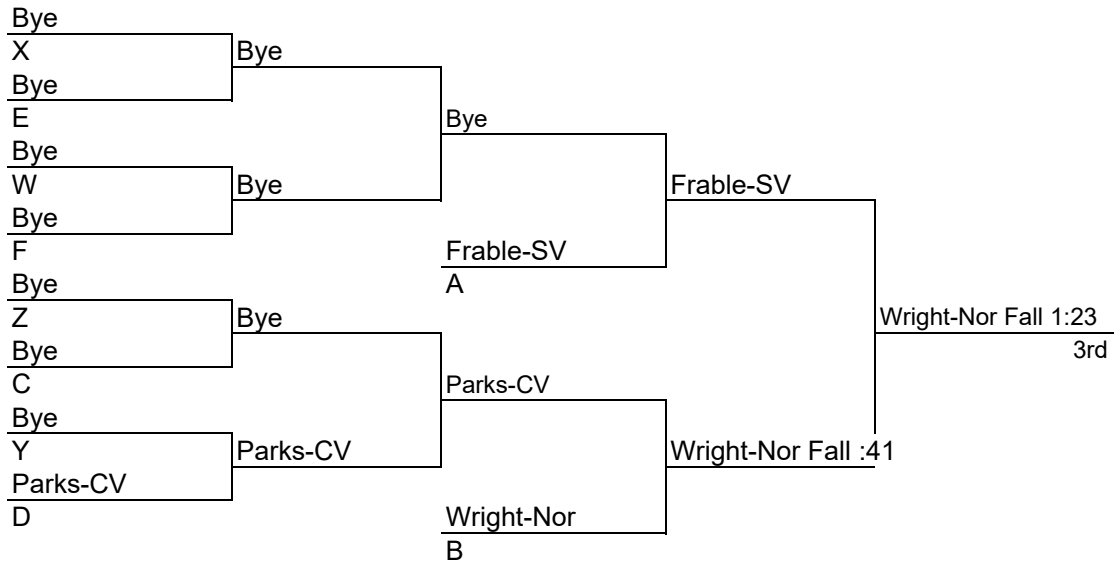 Bye
X
Bye
Bye
E
Bye
Bye
W
Bye
Frable-SV
Bye
F
Frable-SV
Bye
A
Z
Bye
Wright-Nor Fall 1:23
Bye
3rd
C
Parks-CV
Bye
Y
Parks-CV
Wright-Nor Fall :41
Parks-CV
D
Wright-Nor
B